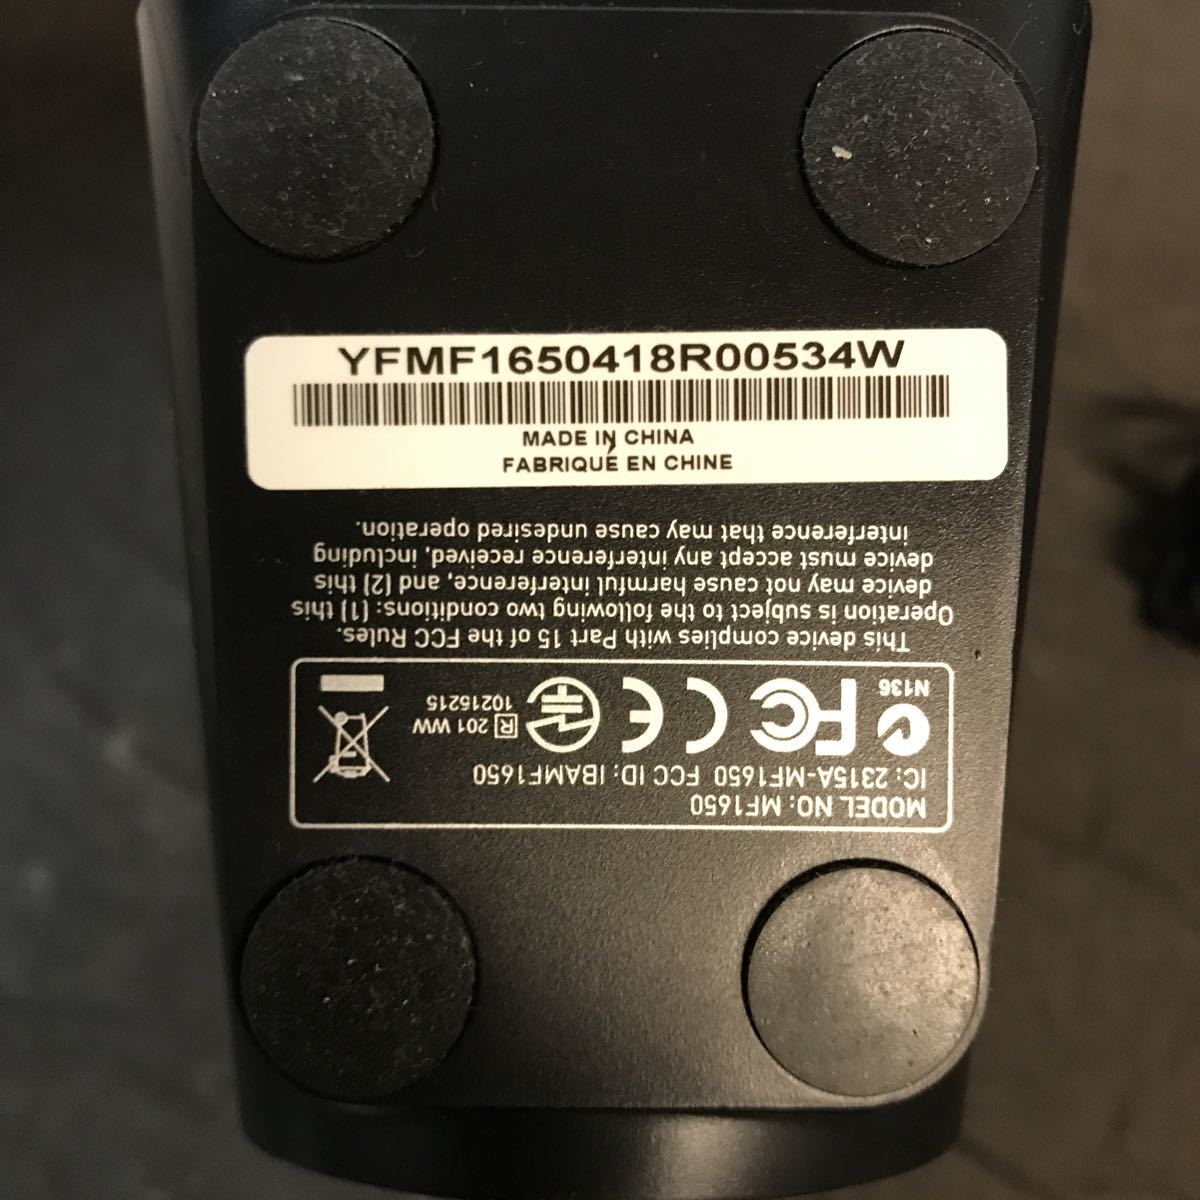 YFMF1650418R00534W
MADE IN CHINA
FABRIQUÉ EN CHINE
MODEL NO: MF1650
IC: 2315A-MF1650 FCC ID: IBAMF1650
N136
FC
CE
R 201 WW
10215215
This device complies with Part 15 of the FCC Rules.
Operation is subject to the following two conditions: (1) this
device may not cause harmful interference, and (2) this
device must accept any interference received, including
interference that may cause undesired operation.